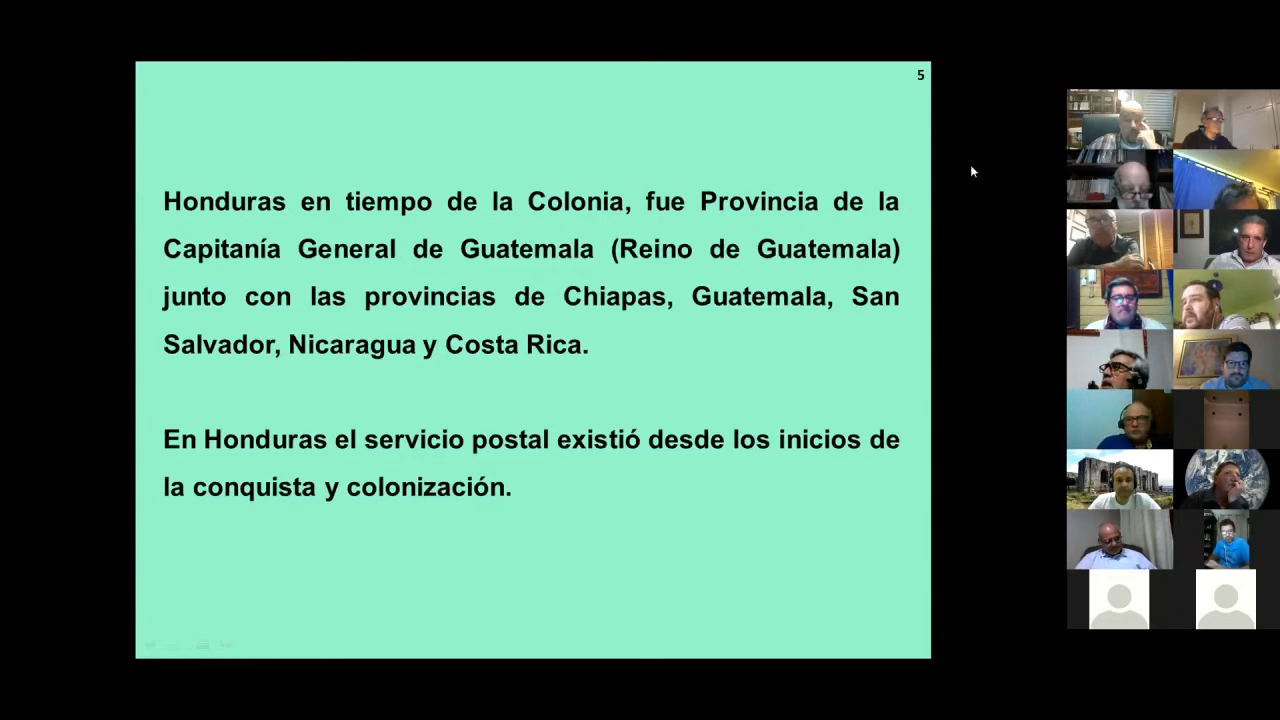 5
Honduras en tiempo de la Colonia, fue Provincia de la
Capitanía General de Guatemala (Reino de Guatemala)
junto con las provincias de Chiapas, Guatemala, San
Salvador, Nicaragua y Costa Rica.
En Honduras el servicio postal existió desde los inicios de
la conquista y colonización.